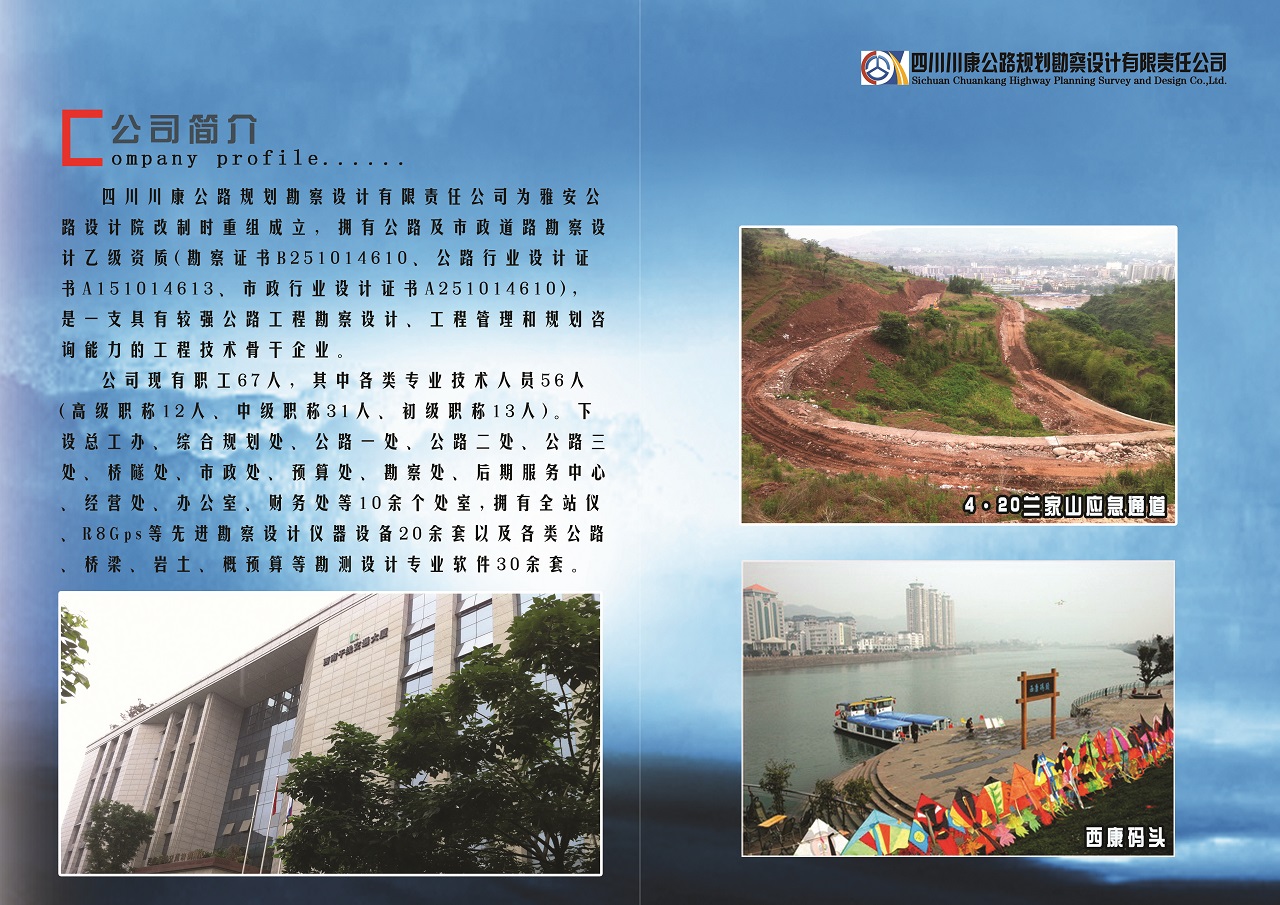 公司简介
ompany profile......
四川川康公路规划勘察设计有限责任公司为雅安公
路设计院改制时重组成立，拥有公路及市政道路勘察设
计乙级资质(勘察证书B251014610、公路行业设计证
书A151014613、市政行业设计证书A251014610)，
是一支具有较强公路工程勘察设计、工程管理和规划咨
询能力的工程技术骨干企业。
公司现有职工67人，其中各类专业技术人员56人
(高级职称12人、中级职称31人、初级职称13人)。下
设总工办、综合规划处、公路一处、公路二处、公路三
处、桥隧处、市政处、预算处、勘察处、后期服务中心
、经营处、办公室、财务处等10余个处室,拥有全站仪
、R8Gps等先进勘察设计仪器设备20余套以及各类公路
、桥梁、岩土、概预算等勘测设计专业软件30余套。
四川川康公路规划勘察设计有限责任公司
Sichuan Chuankang Highway Planning Survey and Design Co.,Ltd.
4·20兰家山应急通道
西康码头
西康码头